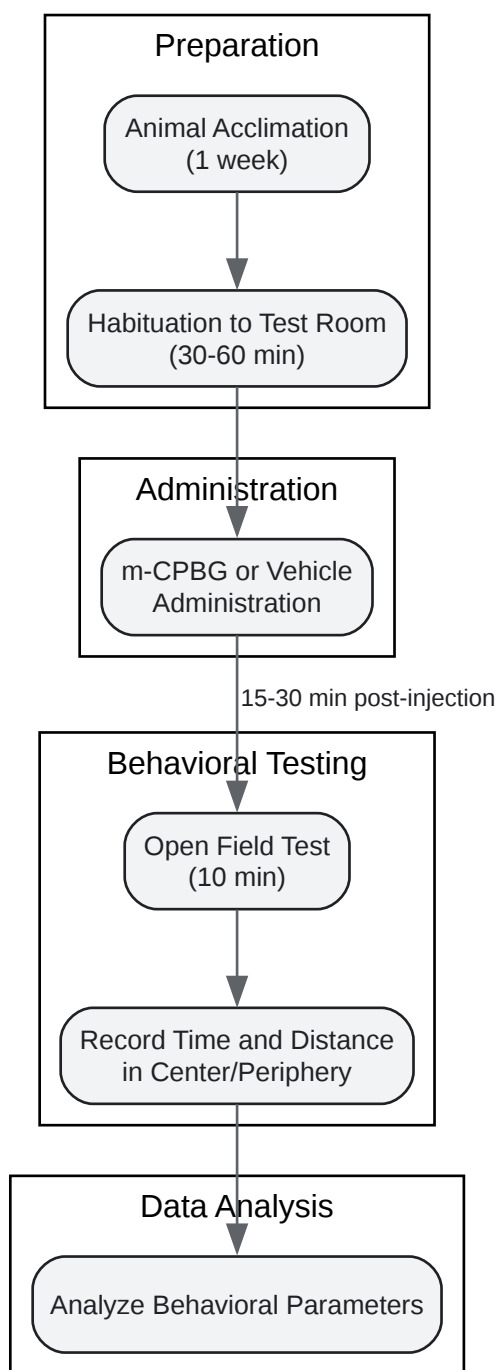 Preparation
Animal Acclimation
(1 week)
Habituation to Test Room
(30-60 min)
Administration
m-CPBG or Vehicle
Administration
15-30 min post-injection
Behavioral Testing
Open Field Test
(10 min)
Record Time and Distance
in Center/Periphery
Data Analysis
Analyze Behavioral Parameters